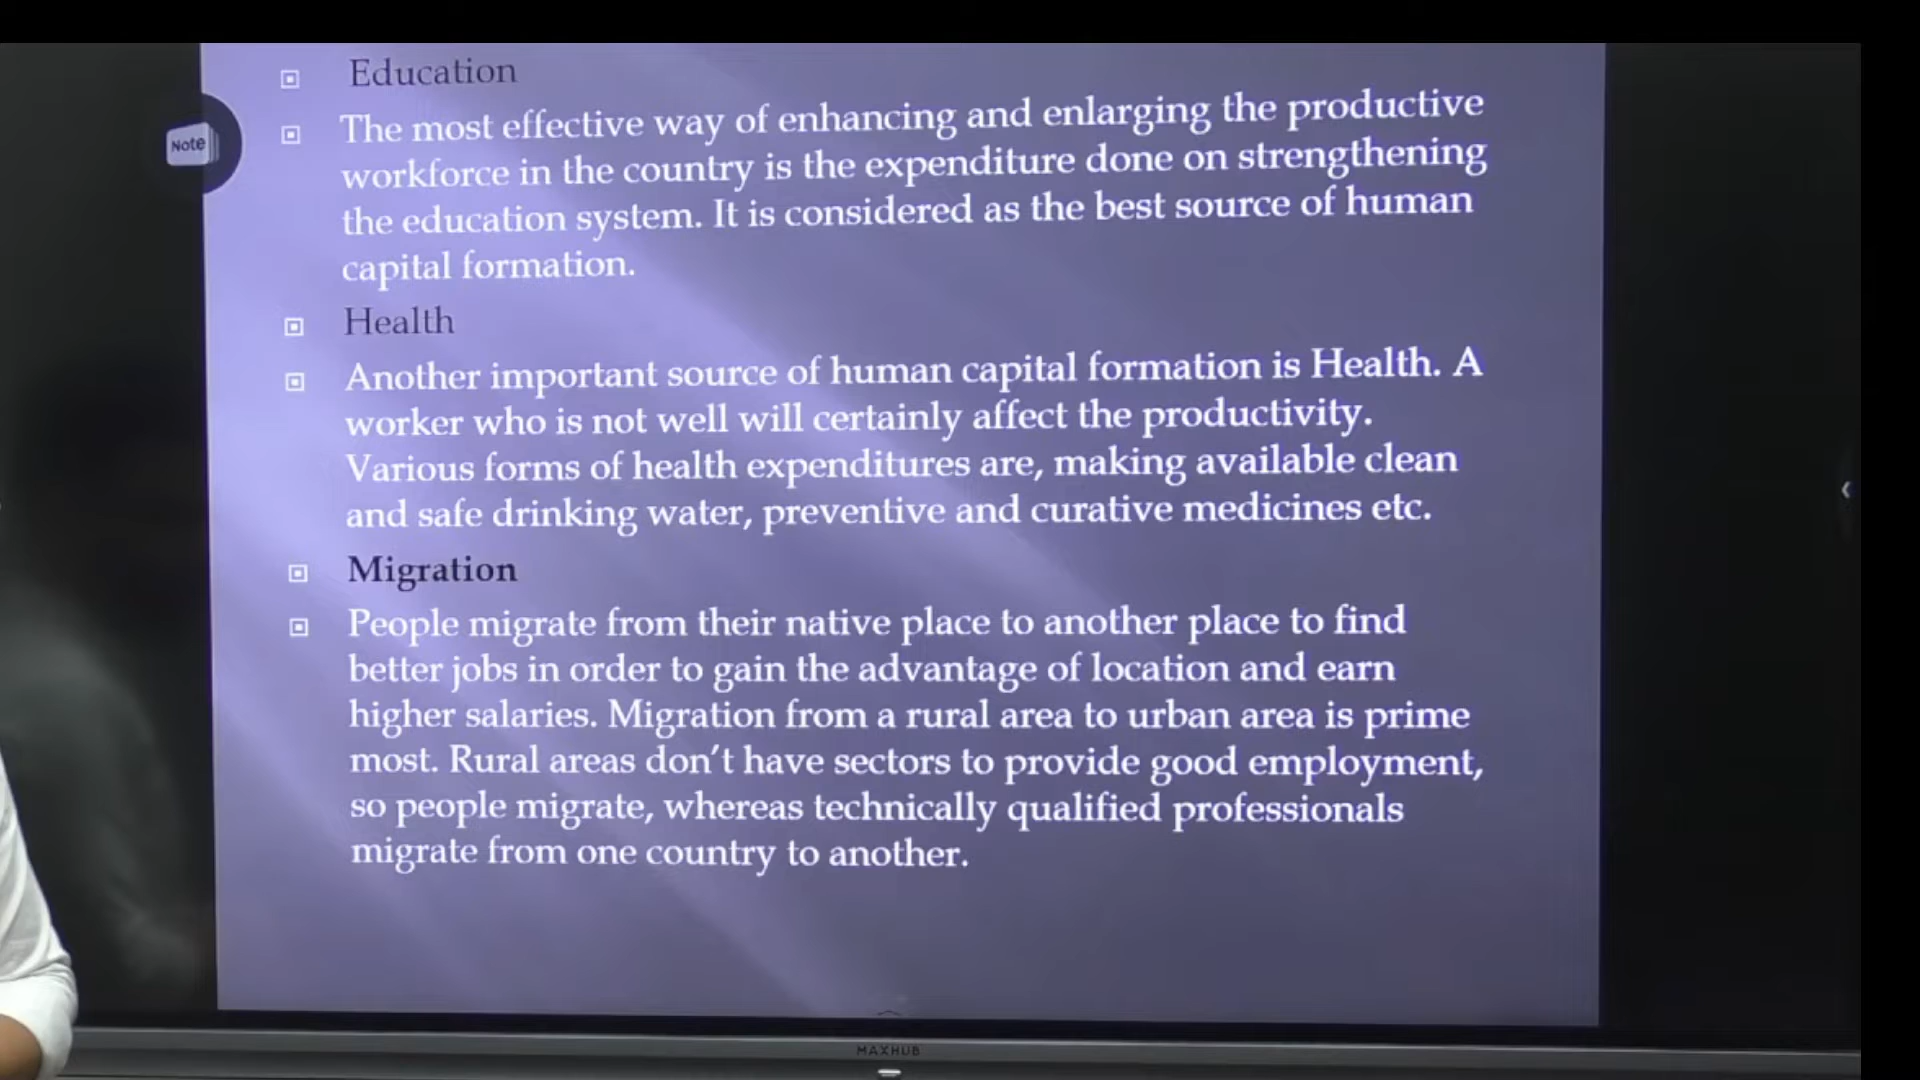 Education
The most effective way of enhancing and enlarging the productive
workforce in the country is the expenditure done on strengthening
the education system. It is considered as the best source of human
capital formation.
Note
Health
Another important source of human capital formation is Health. A
worker who is not well will certainly affect the productivity.
Various forms of health expenditures are, making available clean
and safe drinking water, preventive and curative medicines etc.
Migration
People migrate from their native place to another place to find
better jobs in order to gain the advantage of location and earn
higher salaries. Migration from a rural area to urban area is prime
most. Rural areas don't have sectors to provide good employment,
so people migrate, whereas technically qualified professionals
migrate from one country to another.
MAXHUB